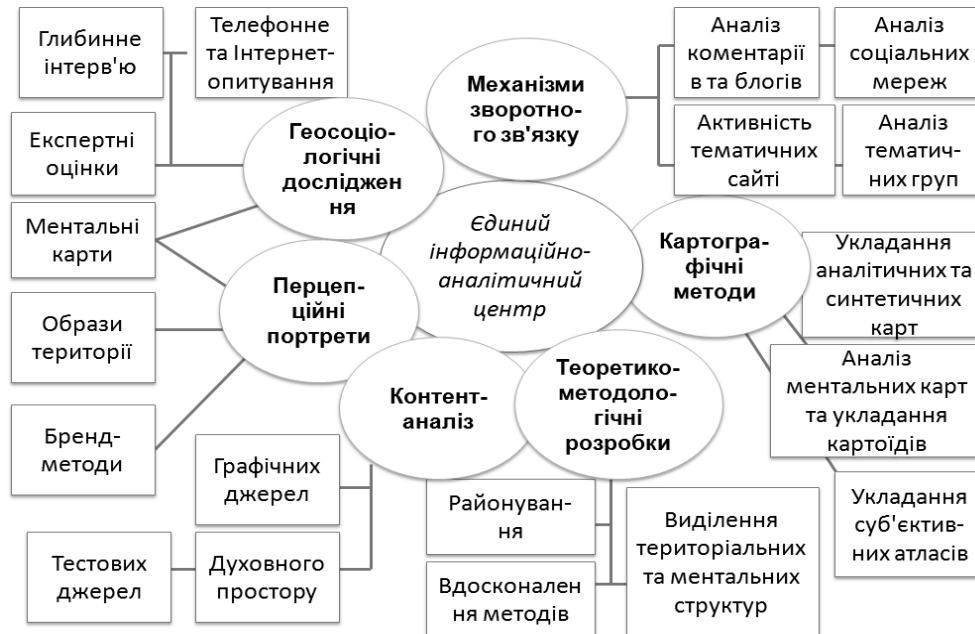 Глибинне
інтерв'ю
Телефонне
та Інтернет-
опитування
Експертні
оцінки
Ментальні
карти
Образи
території
Бренд-
методи
Геосоціо-
логічні
дослiджен
ня
Механізми
зворотно-
го зв'язку
Аналіз
коментарії
в та блогів
Аналіз
соціальних
мереж
Активність
тематичних
сайті
Аналіз
тематич-
них груп
Єдиний
інформаційно-
аналітичний
центр
Картогра-
фічні
методи
Укладання
аналітичних та
синтетичних
карт
Аналіз
ментальних карт
та укладання
картоїдів
Укладання
суб'єктив-
них атласів
Перцеп-
ційні
портрети
Контент-
аналіз
Теоретико-
методоло-
гічні
розробки
Графічних
джерел
Тестових
джерел
Духовного
простору
Районуван-
ня
Вдосконален
ня методів
Виділення
територіальних
та ментальних
структур